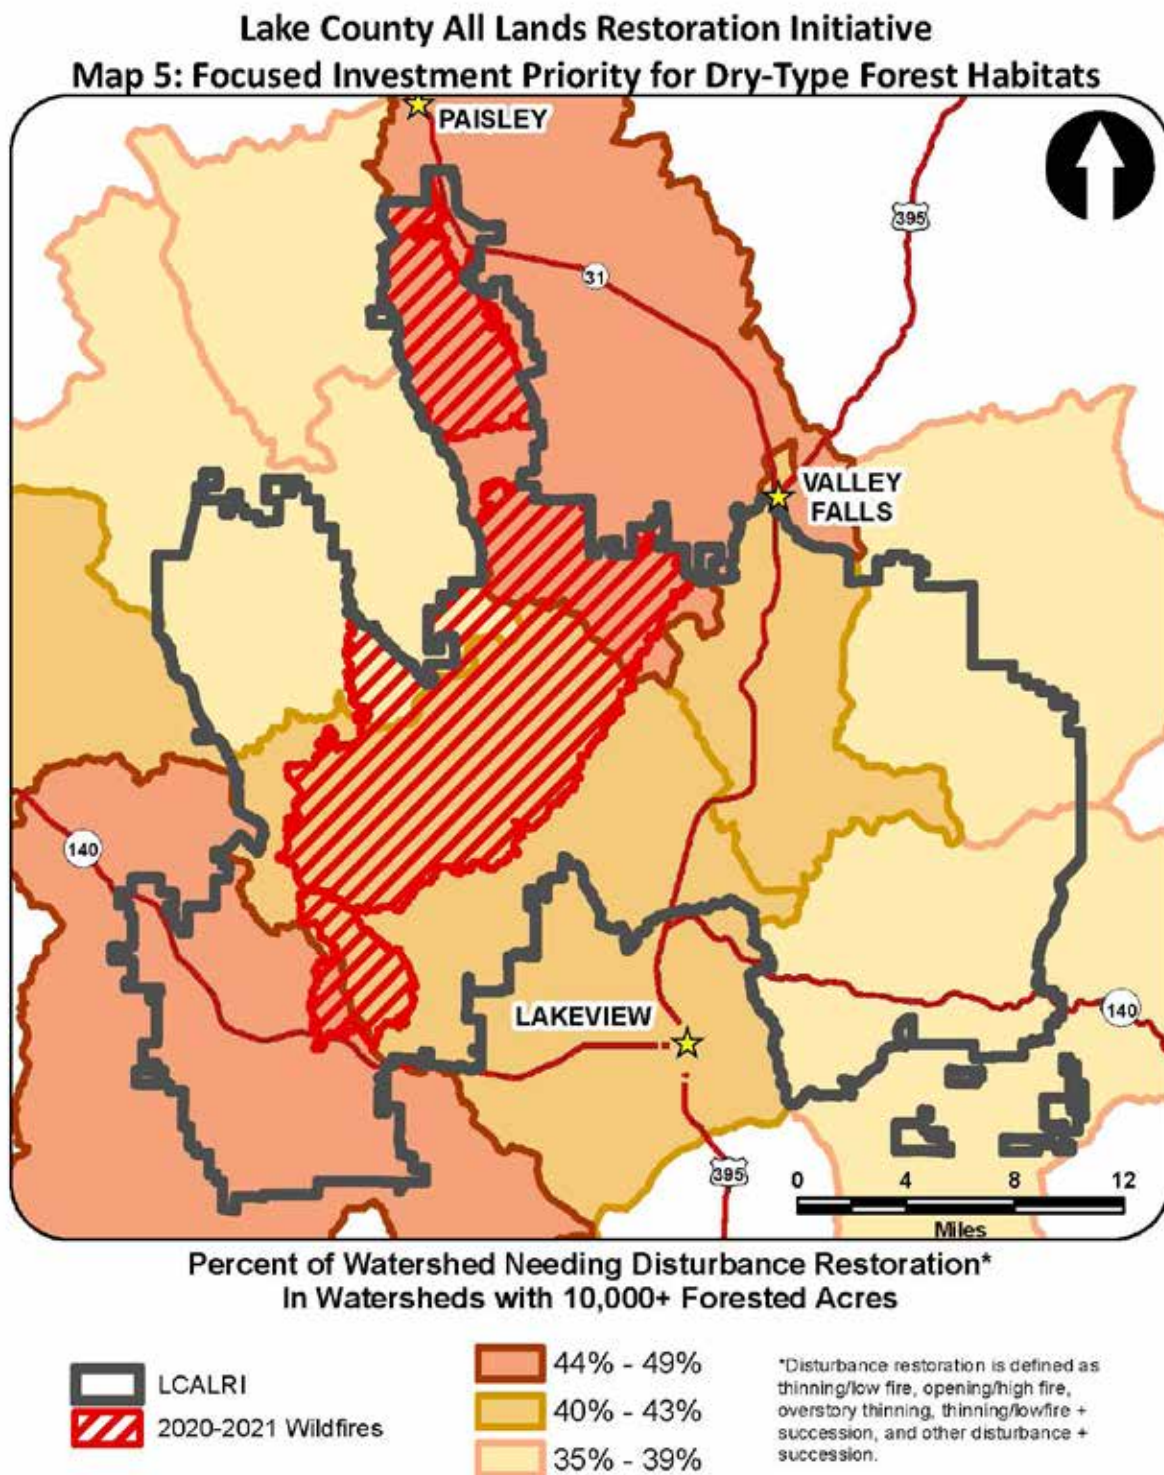 Lake County All Lands Restoration Initiative
Map 5: Focused Investment Priority for Dry-Type Forest Habitats
PAISLEY
395
31
VALLEY
FALLS
140
LAKEVIEW
140
395
0 4 8 12
Miles
Percent of Watershed Needing Disturbance Restoration*
In Watersheds with 10,000+ Forested Acres
LCALRI
2020-2021 Wildfires
44% - 49%
40% - 43%
35% - 39%
*Disturbance restoration is defined as
thinning/low fire, opening/high fire,
overstory thinning, thinning/lowfire +
succession, and other disturbance +
succession.